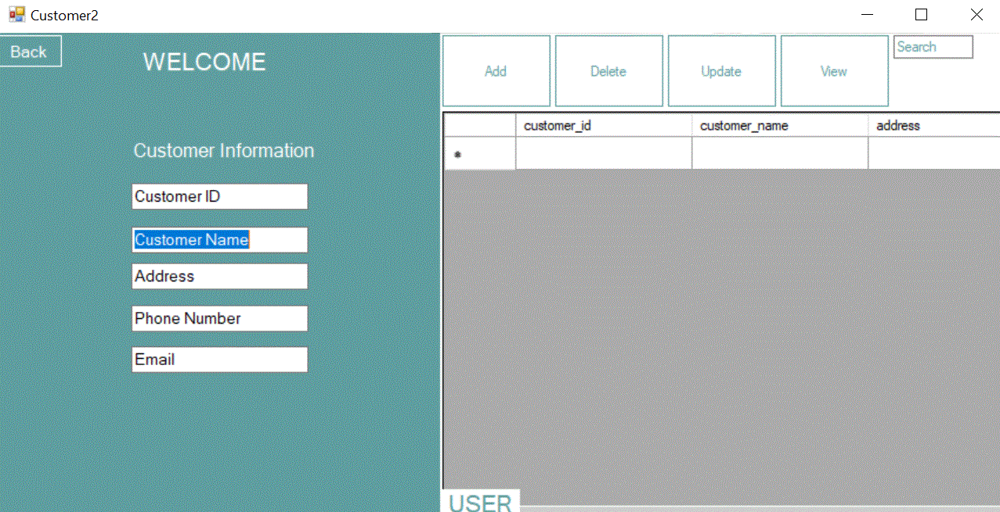 Customer2
Back
WELCOME
Customer Information
Customer ID
Customer Name
Address
Phone Number
Email
Add
Delete
Update
View
Search
customer_id customer_name address
USER